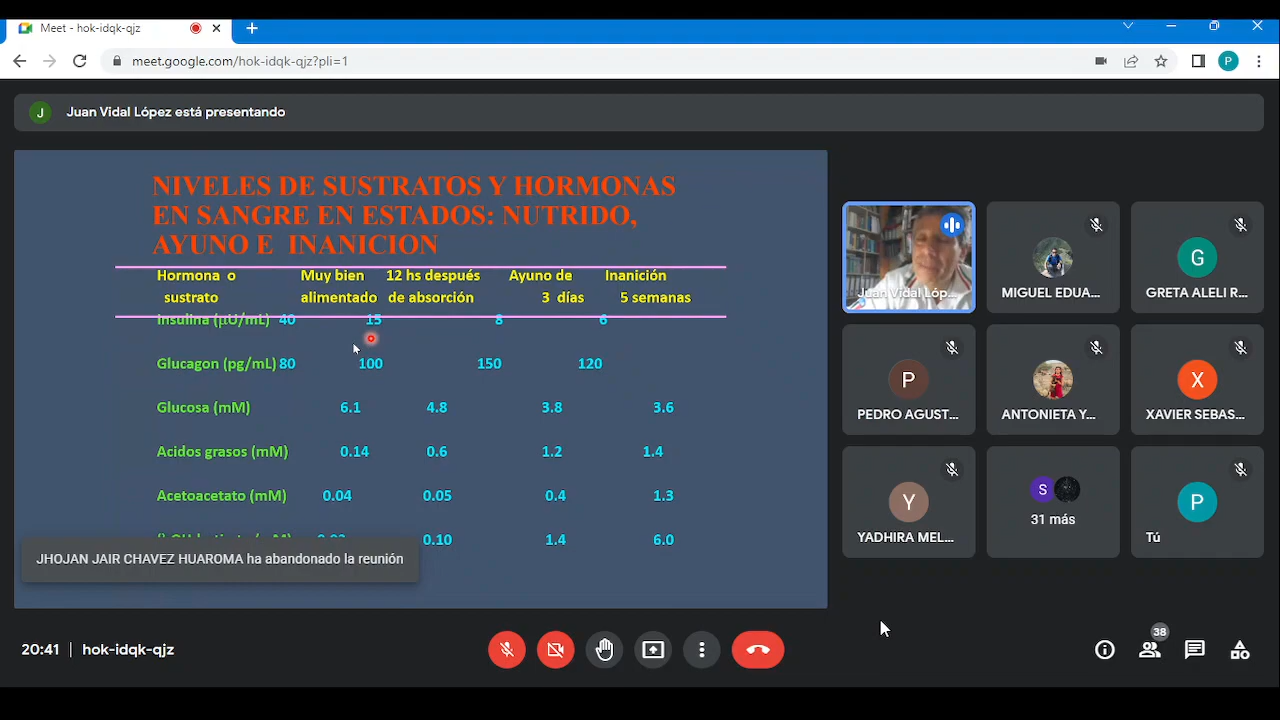 Meet - hok-idqk-qjz
meet.google.com/hok-idqk-qjz?pli=1
P
J Juan Vidal López está presentando
NIVELES DE SUSTRATOS Y HORMONAS
EN SANGRE EN ESTADOS: NUTRIDO,
AYUNO E INANICION
Hormona o Muy bien 12 hs después Ayuno de Inanición
sustrato alimentado de absorción 3 días 5 semanas
Insulina (µU/mL) 40 15 8 6
Glucagon (pg/mL) 80 100 150 120
Glucosa (mM) 6.1 4.8 3.8 3.6
Acidos grasos (mM) 0.14 0.6 1.2 1.4
Acetoacetato (mM) 0.04 0.05 0.4 1.3
0.10 1.4 6.0
JHOJAN JAIR CHAVEZ HUAROMA ha abandonado la reunión
Juan Vidal Lóp...
MIGUEL EDUA...
G
GRETA ALELI R...
P
PEDRO AGUST...
ANTONIETA Y...
X
XAVIER SEBAS...
Y
YADHIRA MEL...
S
31 más
P
Tú
20:41 | hok-idqk-qjz
38